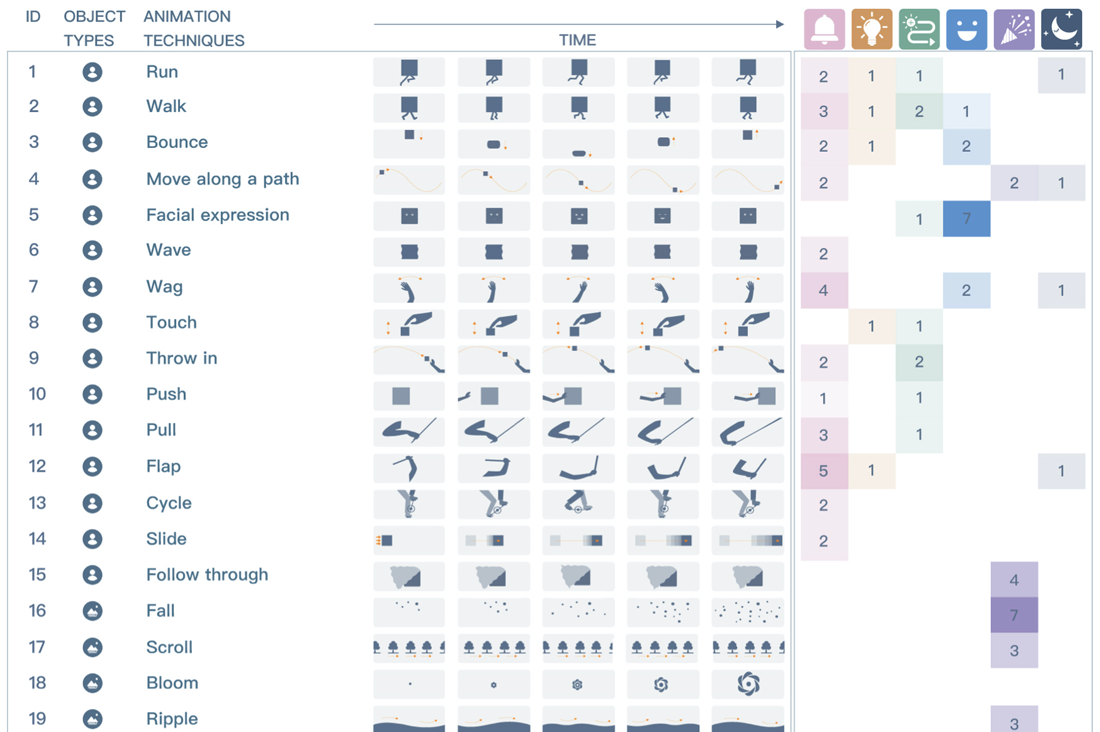 ID OBJECT TYPES ANIMATION TECHNIQUES TIME
1 Run 2 1 1 1
2 Walk 3 1 2 1
3 Bounce 2 1 2
4 Move along a path 2 2 1
5 Facial expression 1 7
6 Wave 2
7 Wag 4 2 1
8 Touch 1 1
9 Throw in 2 2
10 Push 1 1
11 Pull 3 1
12 Flap 5 1 1
13 Cycle 2
14 Slide 2
15 Follow through 4
16 Fall 7
17 Scroll 3
18 Bloom
19 Ripple 3